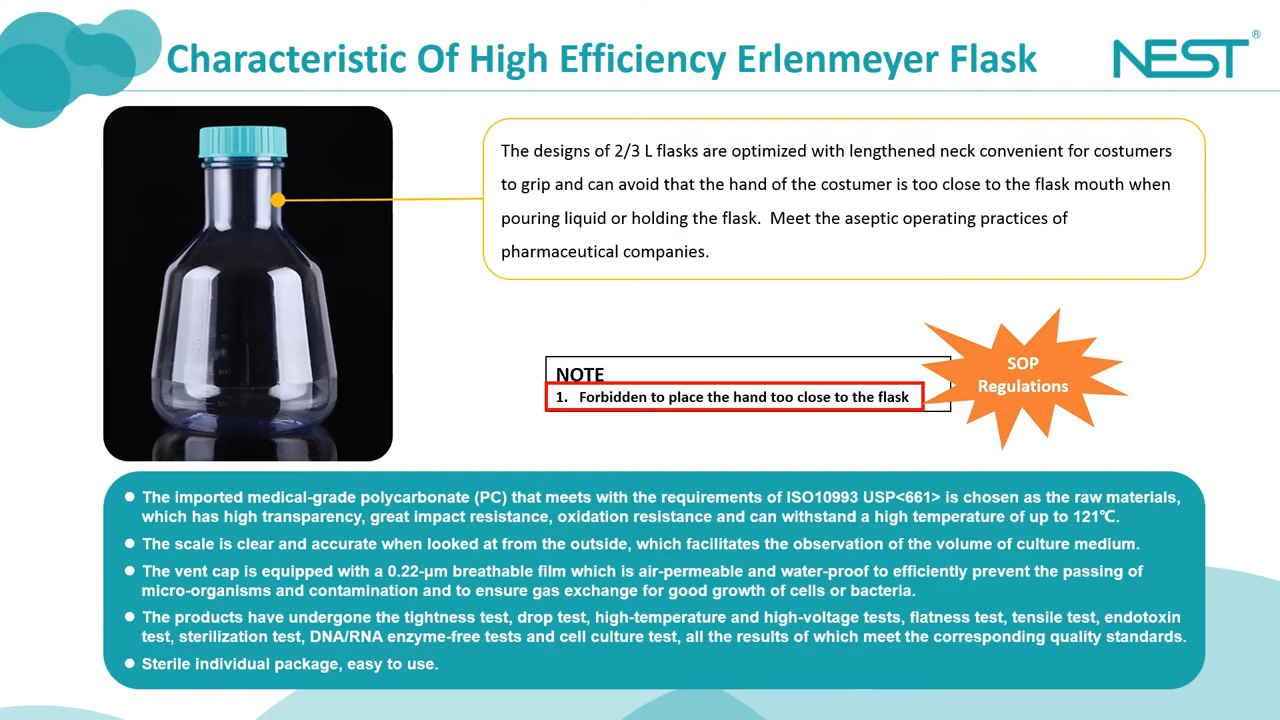 Characteristic Of High Efficiency Erlenmeyer Flask
NEST®
The designs of 2/3 L flasks are optimized with lengthened neck convenient for costumers
to grip and can avoid that the hand of the costumer is too close to the flask mouth when
pouring liquid or holding the flask. Meet the aseptic operating practices of
pharmaceutical companies.
SOP
Regulations
NOTE
1. Forbidden to place the hand too close to the flask
● The imported medical-grade polycarbonate (PC) that meets with the requirements of ISO10993 USP<661> is chosen as the raw materials,
which has high transparency, great impact resistance, oxidation resistance and can withstand a high temperature of up to 121℃.
● The scale is clear and accurate when looked at from the outside, which facilitates the observation of the volume of culture medium.
● The vent cap is equipped with a 0.22-μm breathable film which is air-permeable and water-proof to efficiently prevent the passing of
micro-organisms and contamination and to ensure gas exchange for good growth of cells or bacteria.
● The products have undergone the tightness test, drop test, high-temperature and high-voltage tests, flatness test, tensile test, endotoxin
test, sterilization test, DNA/RNA enzyme-free tests and cell culture test, all the results of which meet the corresponding quality standards.
● Sterile individual package, easy to use.